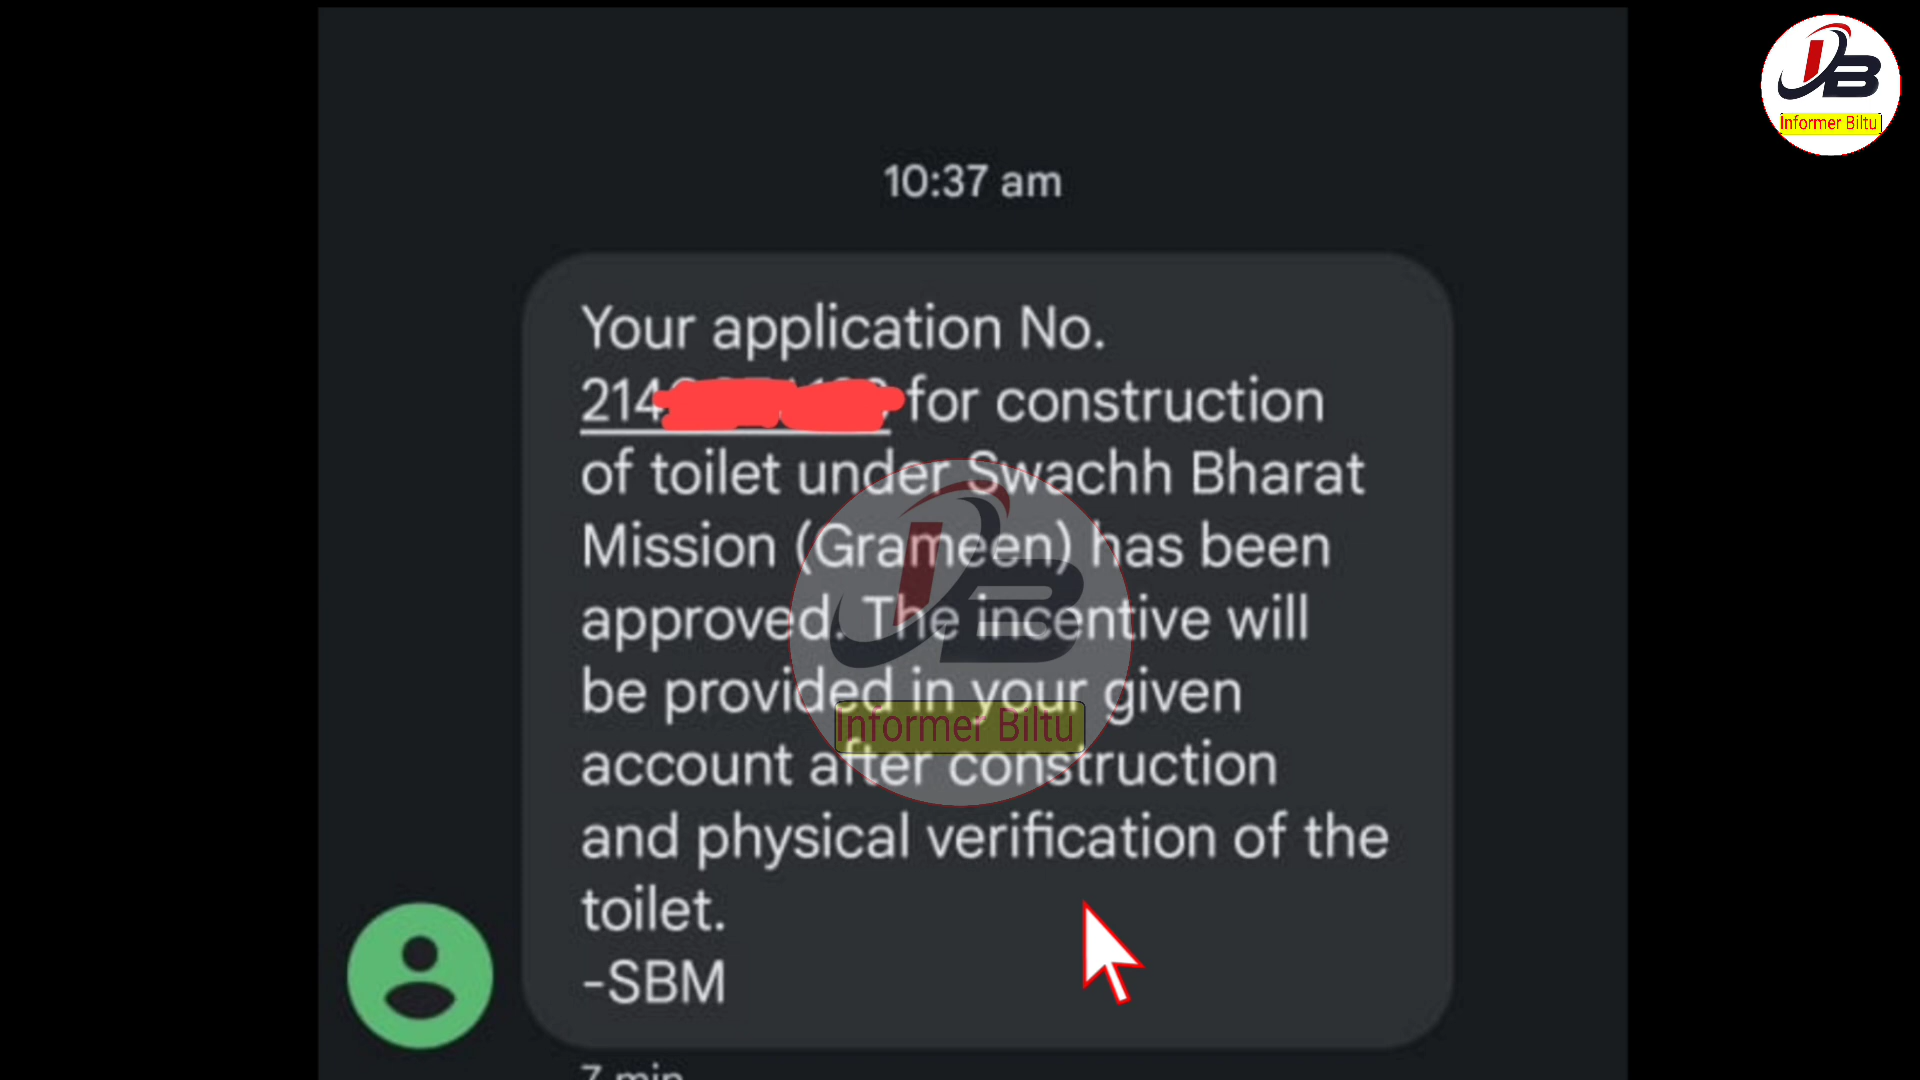 Informer Biltu
10:37 am
Your application No.
214 for construction
of toilet under Swachh Bharat
Mission (Grameen) has been
approved. The incentive will
be provided in your given
Informer Biltu
account after construction
and physical verification of the
toilet.
-SBM
7 min